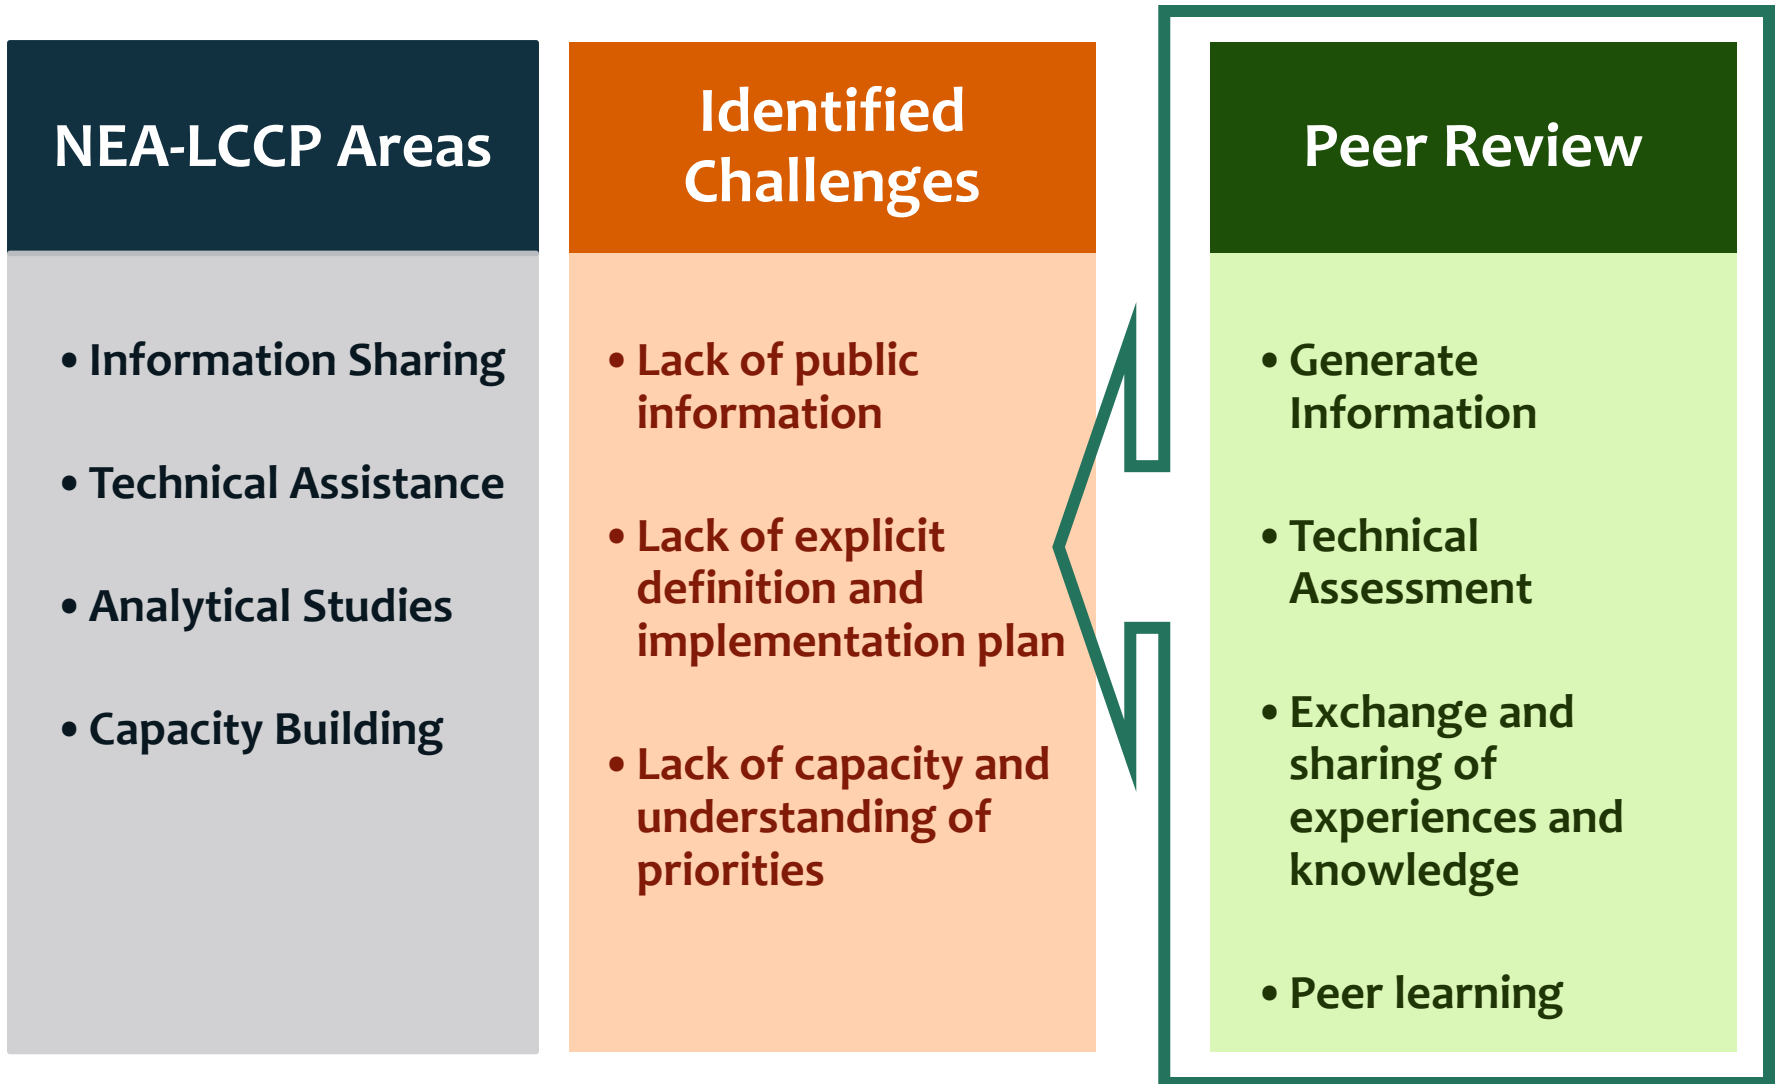 NEA-LCCP Areas
• Information Sharing
• Technical Assistance
• Analytical Studies
• Capacity Building
Identified
Challenges
• Lack of public
information
• Lack of explicit
definition and
implementation plan
• Lack of capacity and
understanding of
priorities
Peer Review
• Generate
Information
• Technical
Assessment
• Exchange and
sharing of
experiences and
knowledge
• Peer learning